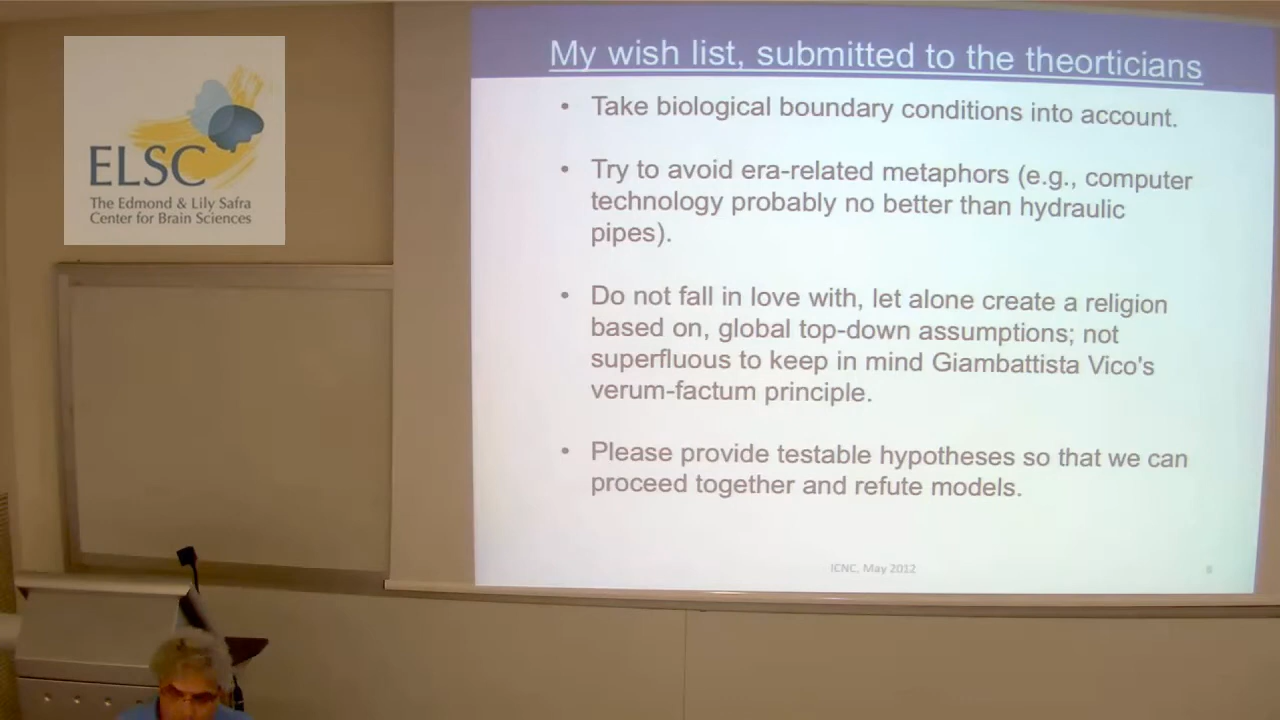 ELSC
The Edmond & Lily Safra
Center for Brain Sciences
My wish list, submitted to the theorticians
• Take biological boundary conditions into account.
• Try to avoid era-related metaphors (e.g., computer
technology probably no better than hydraulic
pipes).
• Do not fall in love with, let alone create a religion
based on, global top-down assumptions; not
superfluous to keep in mind Giambattista Vico's
verum-factum principle.
• Please provide testable hypotheses so that we can
proceed together and refute models.
ICNC, May 2012